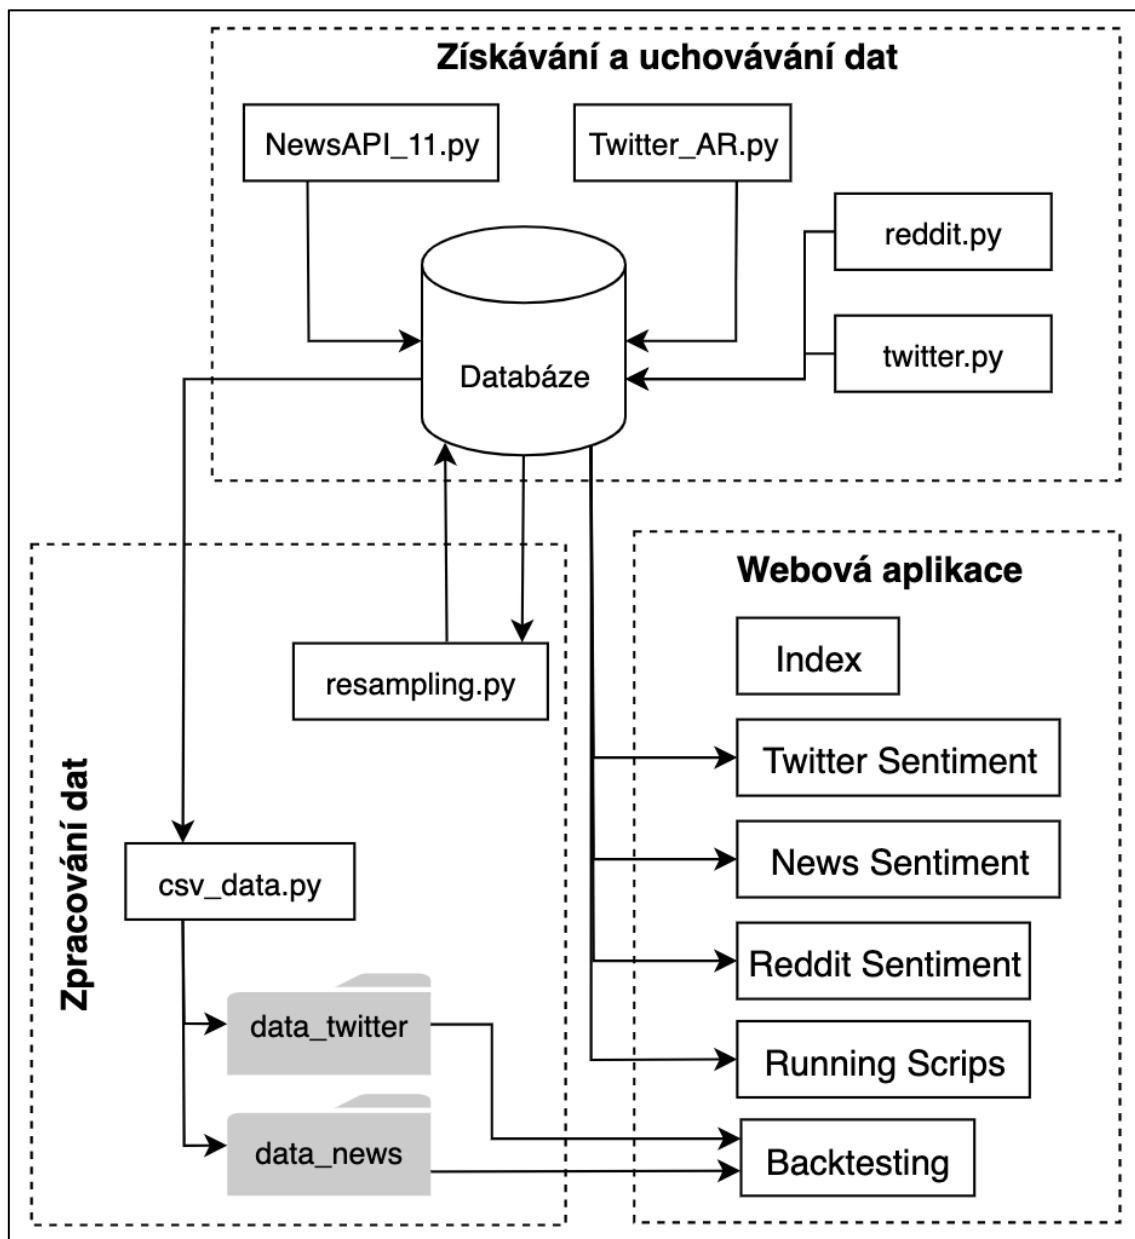 Získávání a uchovávání dat
NewsAPI_11.py
Twitter_AR.py
reddit.py
twitter.py
Databáze
resampling.py
Zpracování dat
csv_data.py
data_twitter
data_news
Webová aplikace
Index
Twitter Sentiment
News Sentiment
Reddit Sentiment
Running Scrips
Backtesting